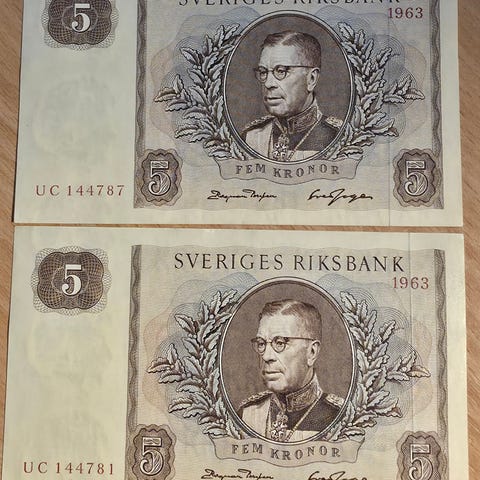 SVERIGES RIKSBANK
5
1963
FEM KRONOR
5
5
UC 144787
SVERIGES RIKSBANK
5
1963
FEM KRONOR
5
5
UC 144781